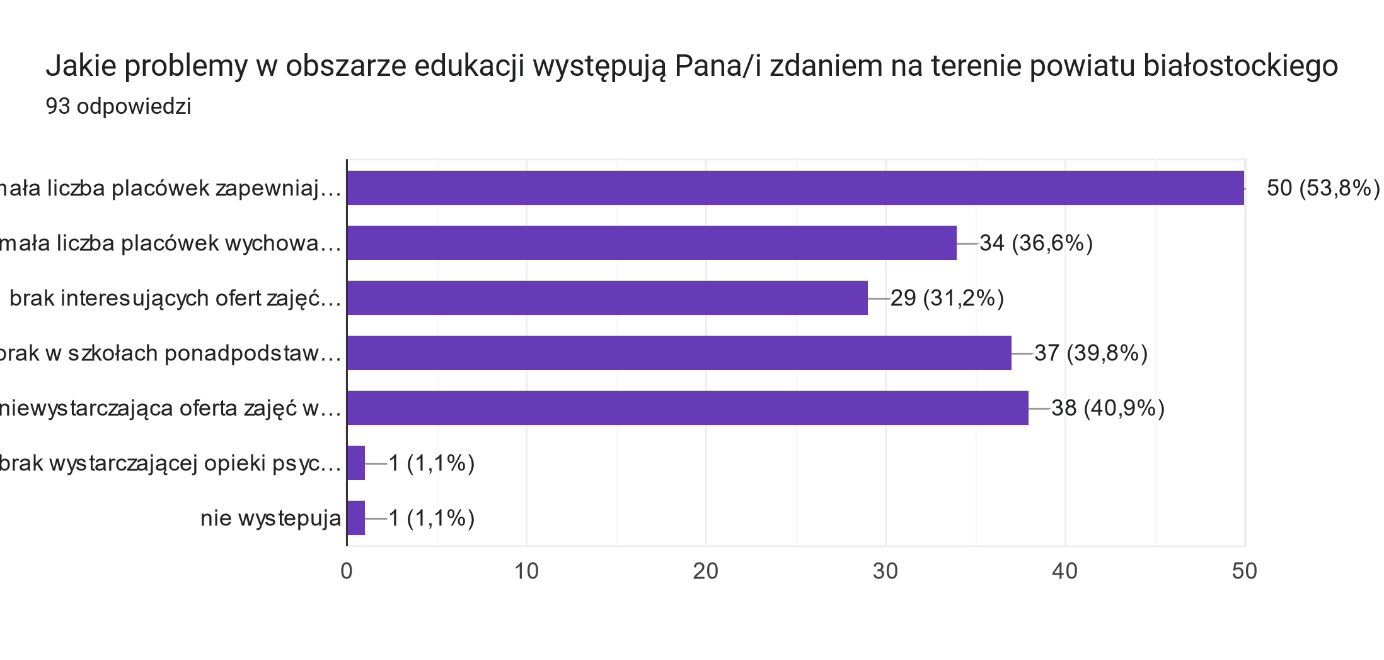 Jakie problemy w obszarze edukacji występują Pana/i zdaniem na terenie powiatu białostockiego
93 odpowiedzi
liczba placówek zapewniaj… 50 (53,8%)
mała liczba placówek wychowa… 34 (36,6%)
brak interesujących ofert zajęć… 29 (31,2%)
brak w szkołach ponadpodstaw… 37 (39,8%)
niewystarczająca oferta zajęć w… 38 (40,9%)
brak wystarczającej opieki psyc… 1 (1,1%)
nie wystepuja 1 (1,1%)
0 10 20 30 40 50